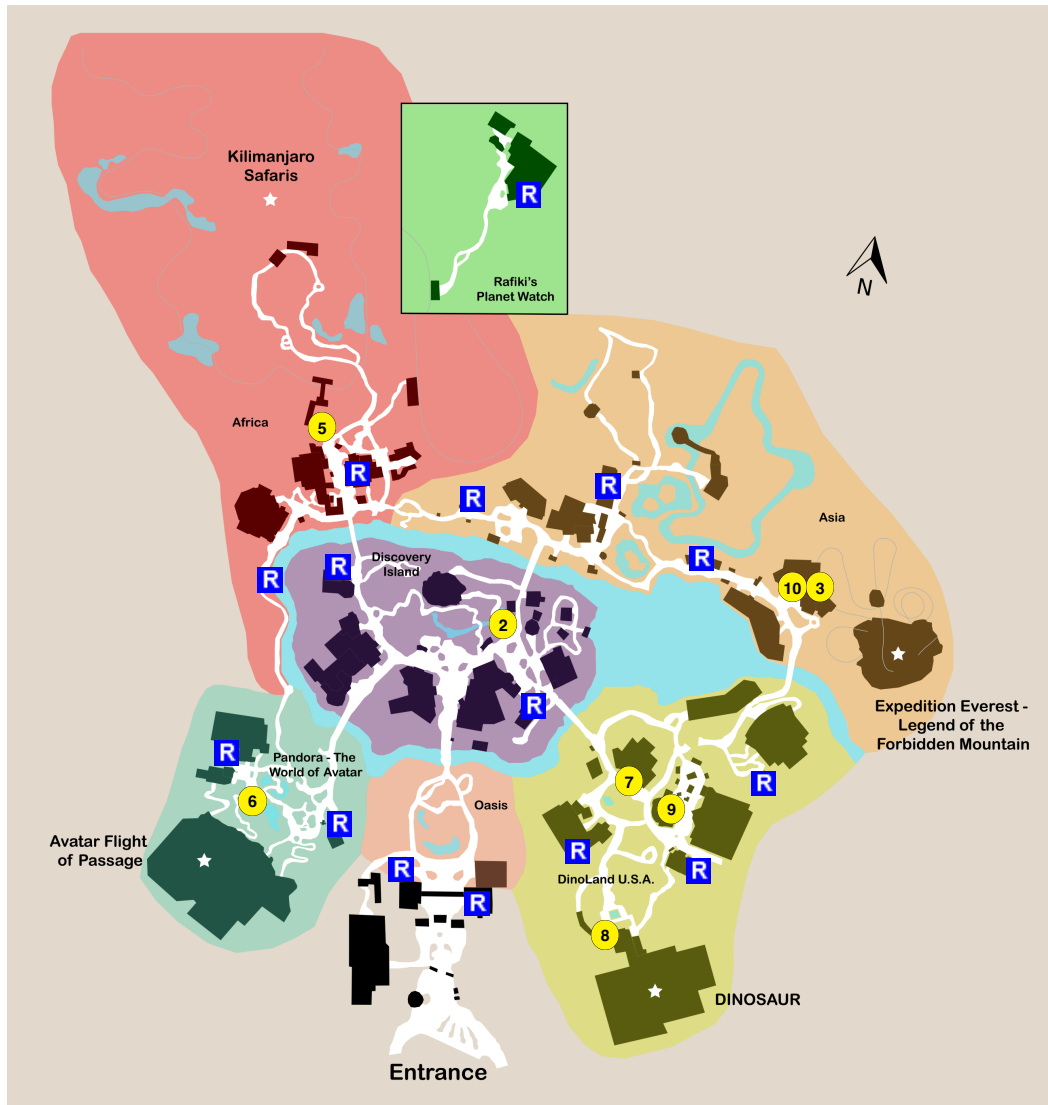 Kilimanjaro
Safaris
R
Rafiki's
Planet Watch
N
Africa
5
R
R
R
Asia
Discovery
Island
R
R
R
10
3
2
R
Expedition Everest -
Legend of the
Forbidden Mountain
R
Pandora - The
World of Avatar
6
R
Oasis
7
9
R
Avatar Flight
of Passage
R
R
R
DinoLand U.S.A.
R
R
8
DINOSAUR
Entrance